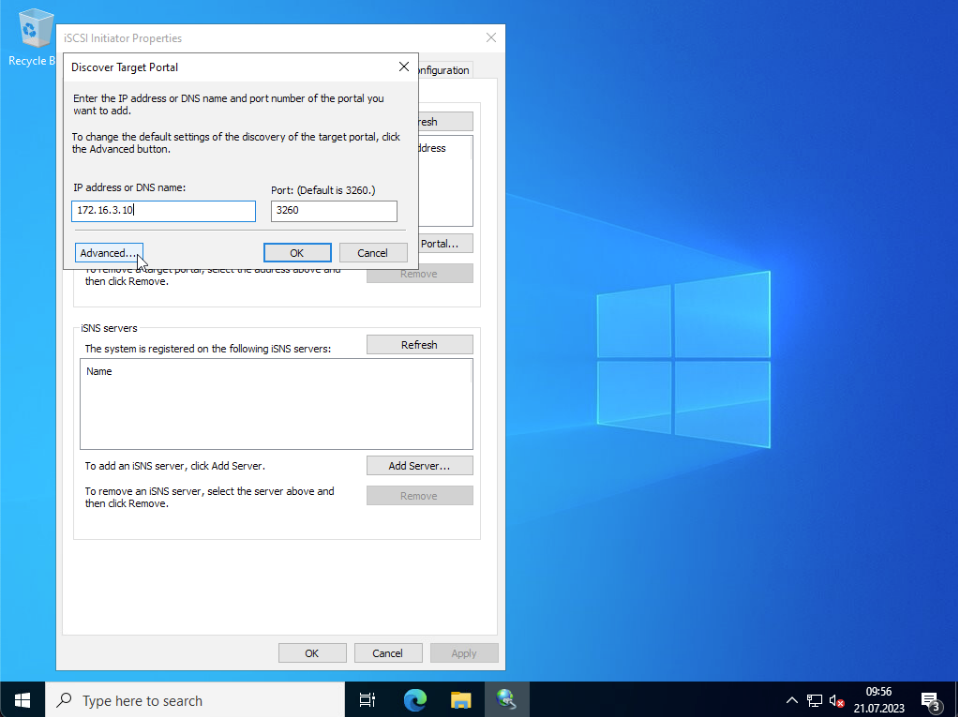 Recycle B
iSCSI Initiator Properties
Discover Target Portal
nfiguration
Enter the IP address or DNS name and port number of the portal you
want to add.
resh
To change the default settings of the discovery of the target portal, click
the Advanced button.
ddress
IP address or DNS name:
Port: (Default is 3260.)
172.16.3.10
3260
Portal...
Advanced...
OK
Cancel
To remove a target portal, select the address above and
then click Remove.
Remove
iSNS servers
The system is registered on the following iSNS servers:
Refresh
Name
To add an iSNS server, click Add Server.
Add Server...
To remove an iSNS server, select the server above and
then click Remove.
Remove
OK
Cancel
Apply
Type here to search
09:56
21.07.2023
3